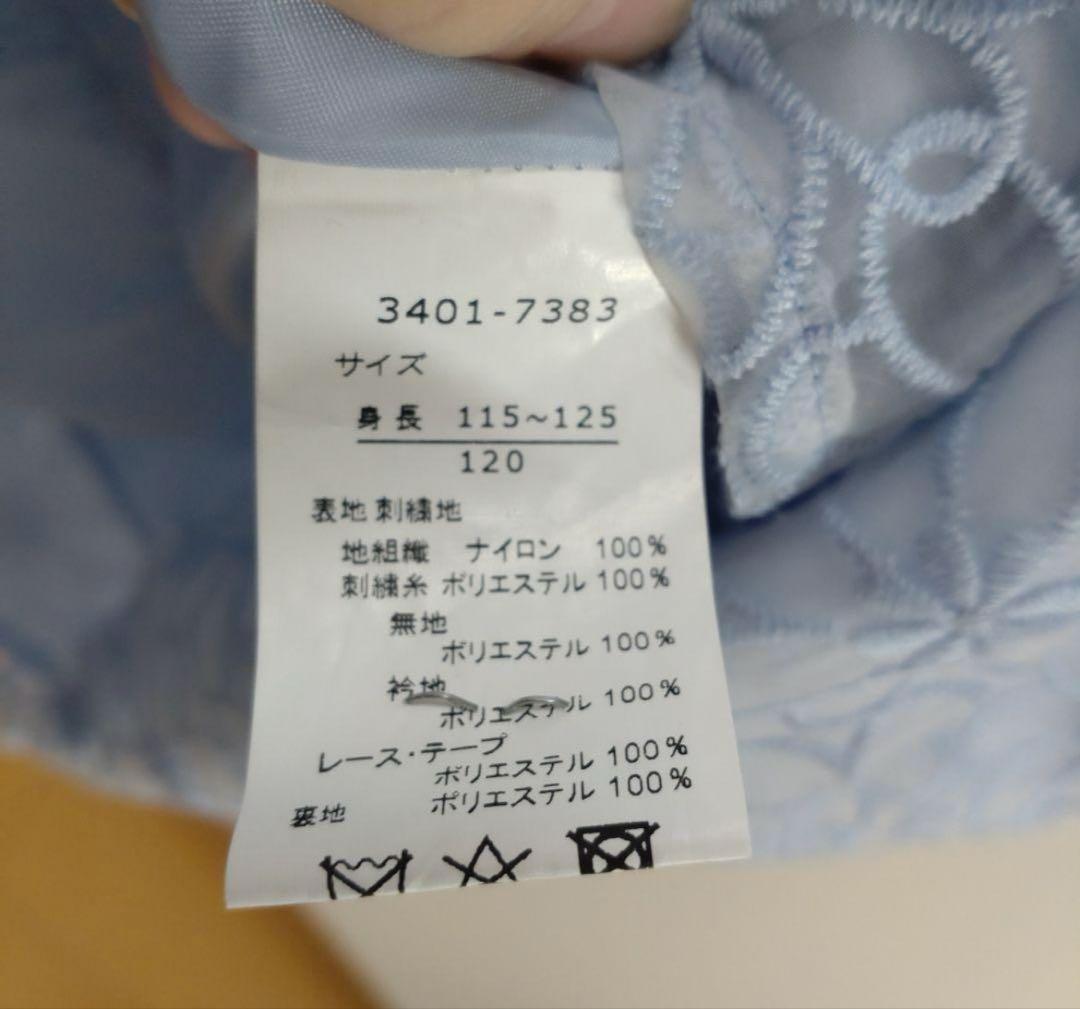 3401-7383
サイズ
身長 115~125
120
表地 刺繍地
地組織 ナイロン 100%
刺繍糸 ポリエステル 100%
無地
ポリエステル 100%
衿地
ポリエステル 100%
レース・テープ
ポリエステル 100%
裏地 ポリエステル 100%